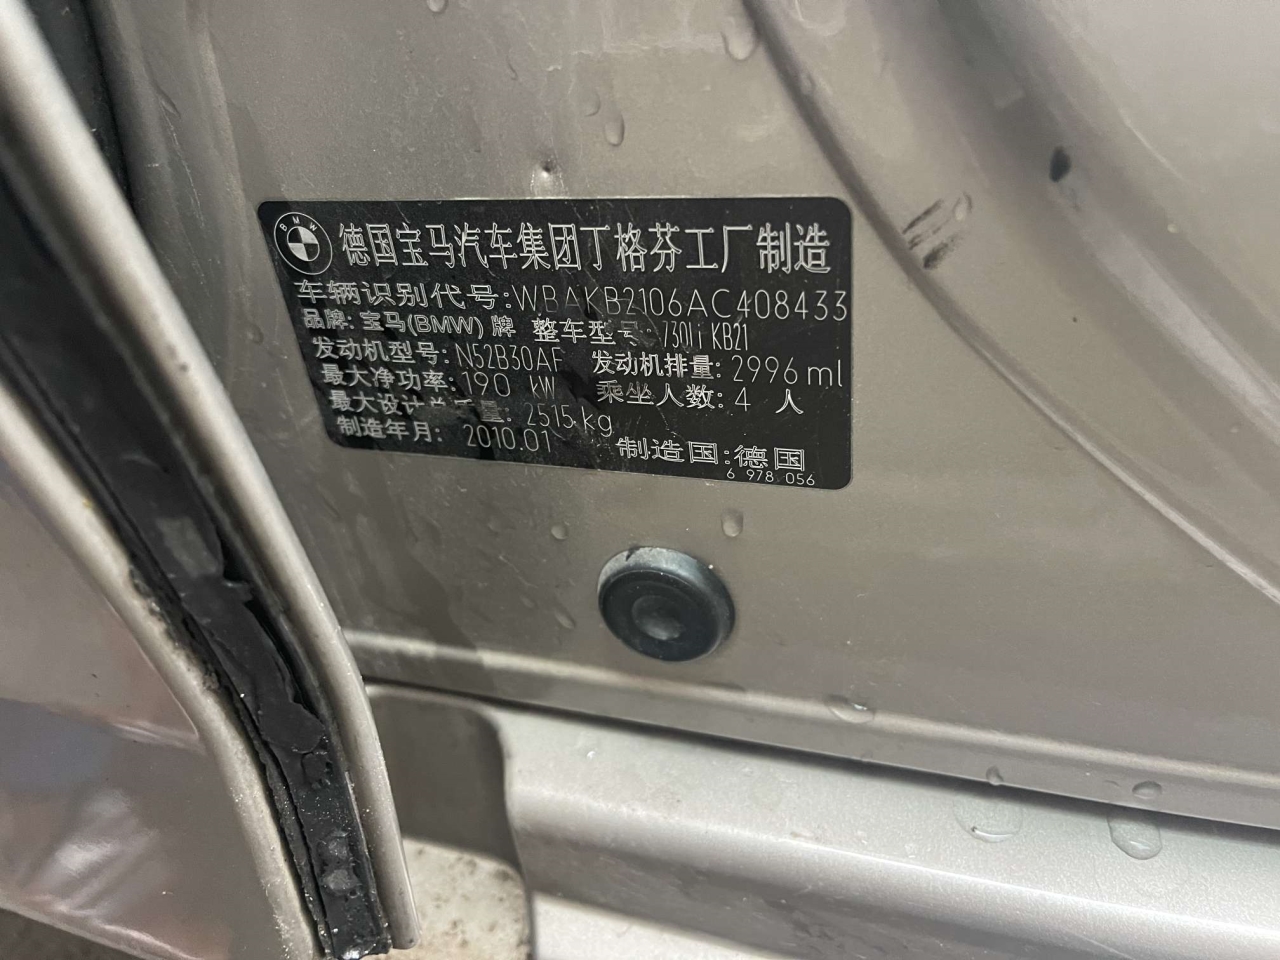 BMW
德国宝马汽车集团丁格芬工厂制造
车辆识别代号:WBAKB2106AC408433
品牌:宝马(BMW)牌 整车型号:730Li KB21
发动机型号:N52B30AF 发动机排量:2996ml
最大净功率:190 kW 乘坐人数:4 人
最大设计总质量:2515kg
制造年月:2010.01 制造国:德国
6 978 056